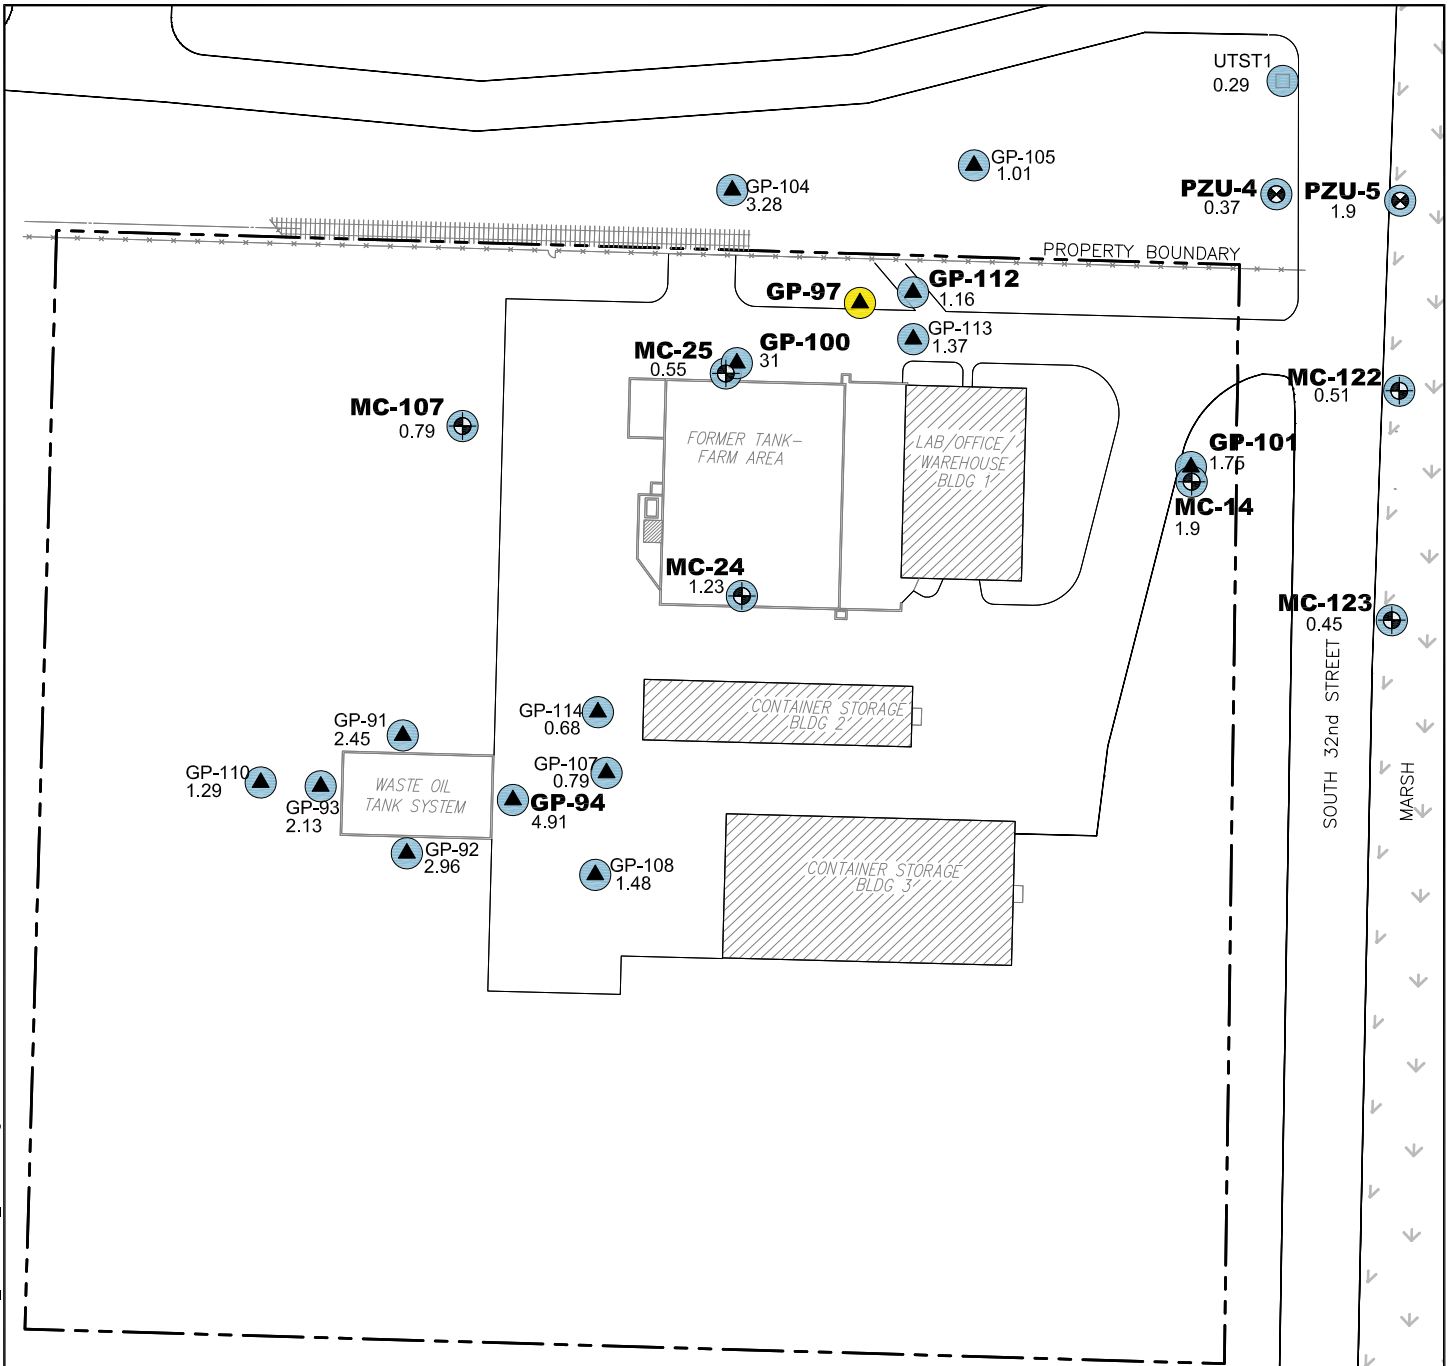 UTST1
0.29
GP-105
1.01
GP-104
3.28
PZU-4
0.37
PZU-5
1.9
PROPERTY BOUNDARY
GP-97
GP-112
1.16
GP-113
1.37
MC-25
0.55
GP-100
31
MC-107
0.79
MC-122
0.51
FORMER TANK-
FARM AREA
LAB/OFFICE/
WAREHOUSE
BLDG 1
GP-101
1.75
MC-14
1.9
MC-24
1.23
MC-123
0.45
GP-114
0.68
CONTAINER STORAGE
BLDG 2
GP-91
2.45
GP-110
1.29
GP-93
2.13
WASTE OIL
TANK SYSTEM
GP-107
0.79
GP-94
4.91
GP-92
2.96
GP-108
1.48
CONTAINER STORAGE
BLDG 3
SOUTH 32nd STREET
MARSH